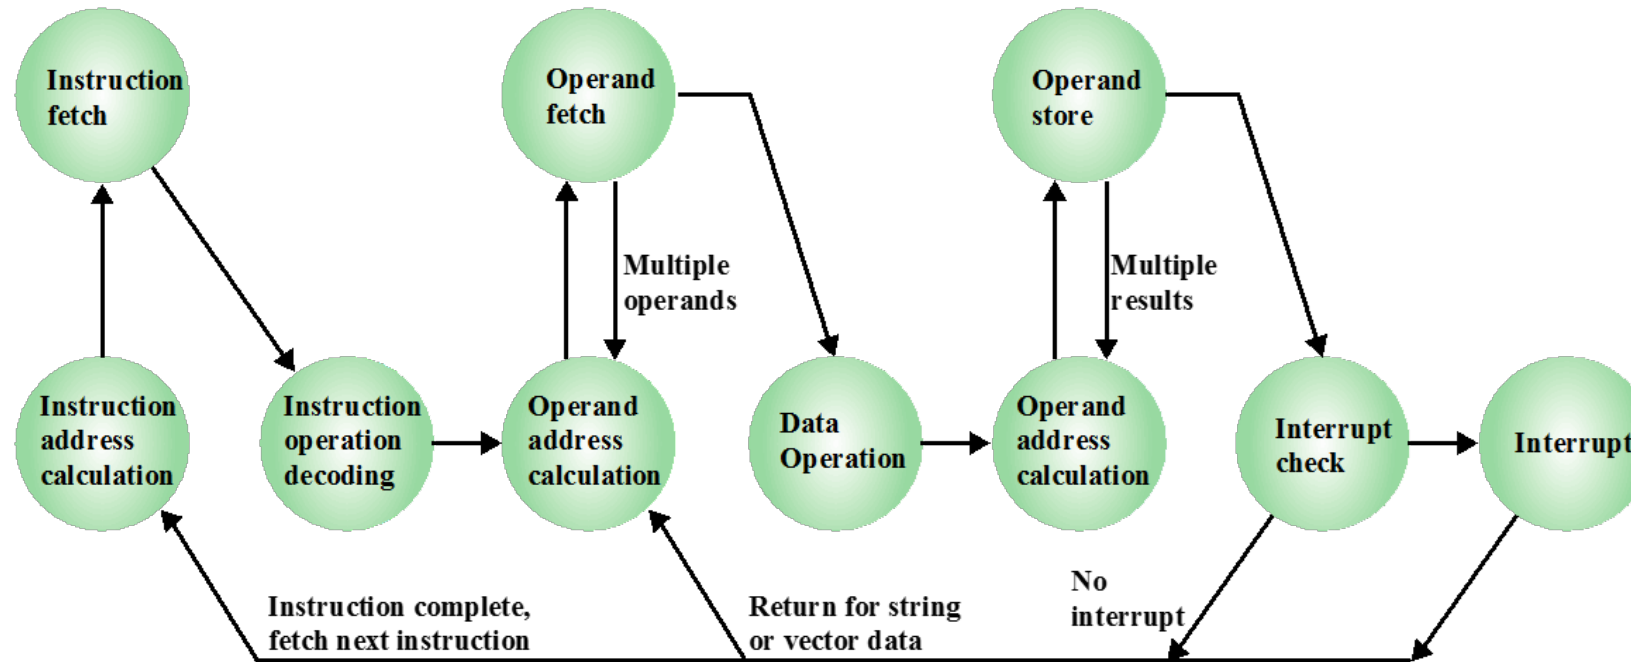 Instruction
fetch
Operand
fetch
Operand
store
Multiple
operands
Multiple
results
Instruction
address
calculation
Instruction
operation
decoding
Operand
address
calculation
Data
Operation
Operand
address
calculation
Interrupt
check
Interrupt
Instruction complete,
fetch next instruction
Return for string
or vector data
No
interrupt